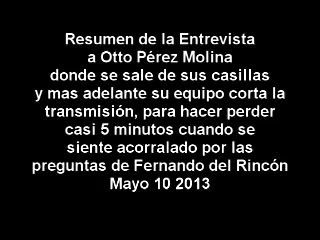 Resumen de la Entrevista
a Otto Pérez Molina
donde se sale de sus casillas
y mas adelante su equipo corta la
transmisión, para hacer perder
casi 5 minutos cuando se
siente acorralado por las
preguntas de Fernando del Rincón
Mayo 10 2013